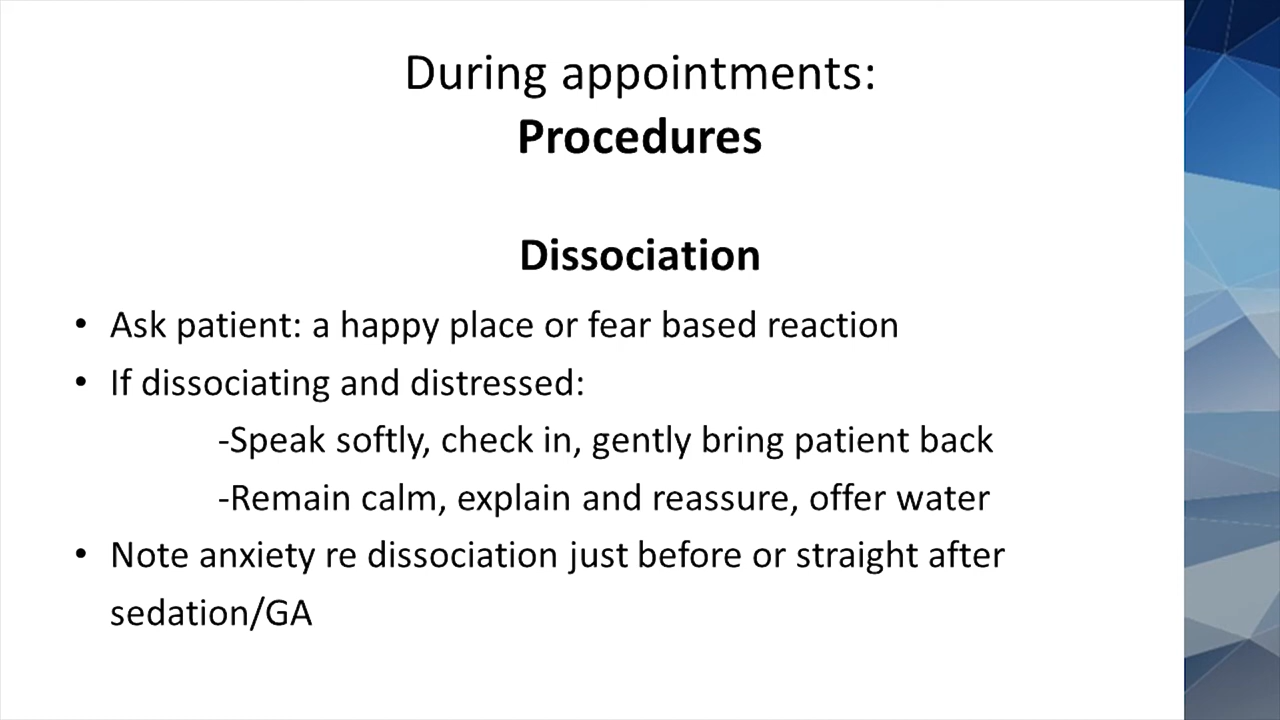 During appointments:
Procedures
Dissociation
• Ask patient: a happy place or fear based reaction
• If dissociating and distressed:
-Speak softly, check in, gently bring patient back
-Remain calm, explain and reassure, offer water
• Note anxiety re dissociation just before or straight after
sedation/GA